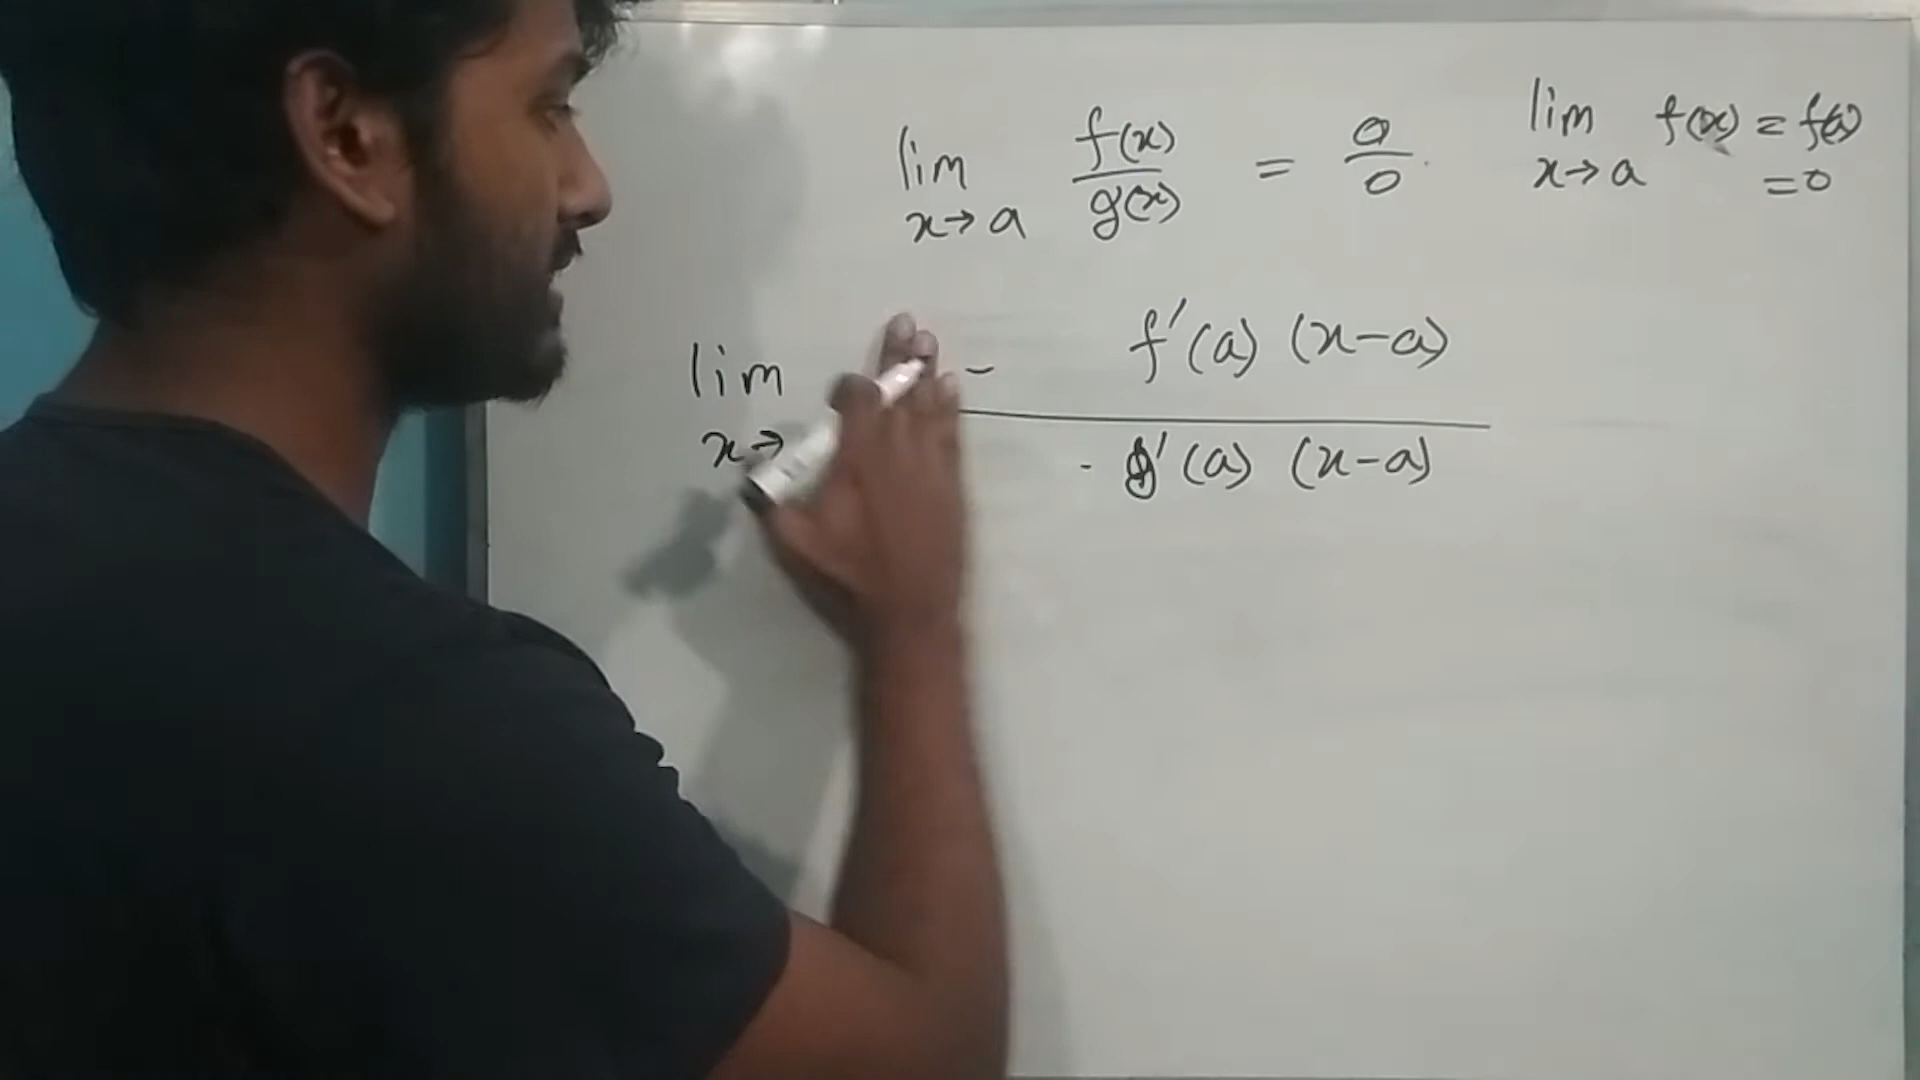 lim x→a f(x)/g(x) = 0/0 .
lim x→a f(x) = f(a)
= 0
lim x→ - f'(a) (x-a)
- g'(a) (x-a)